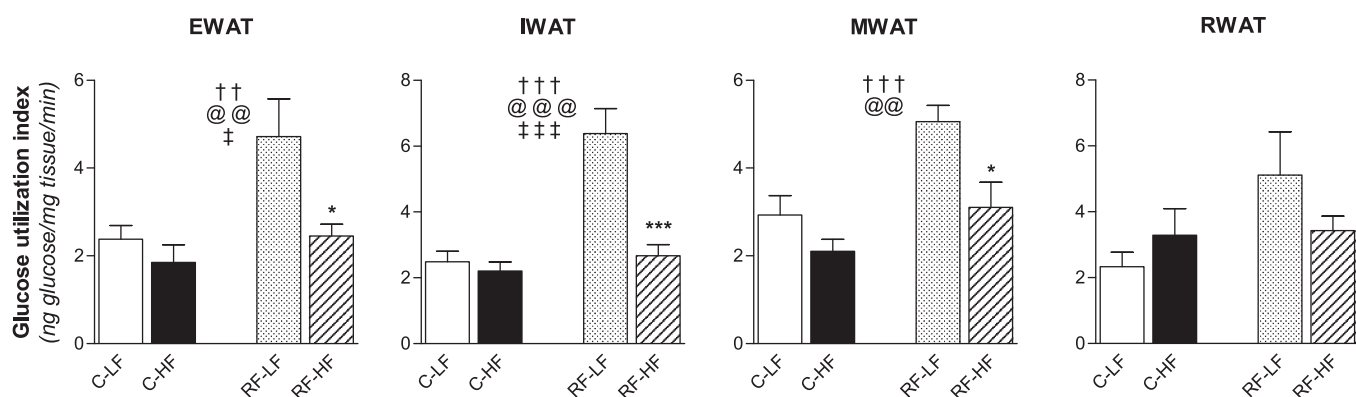 EWAT
IWAT
MWAT
RWAT
Glucose utilization index
(ng glucose/mg tissue/min)
6
4
2
0
† †
@ @
‡
*
C-LF
C-HF
RF-LF
RF-HF
8
6
4
2
0
† † †
@ @ @
‡ ‡ ‡
***
C-LF
C-HF
RF-LF
RF-HF
6
4
2
0
† † †
@@
*
C-LF
C-HF
RF-LF
RF-HF
8
6
4
2
0
C-LF
C-HF
RF-LF
RF-HF